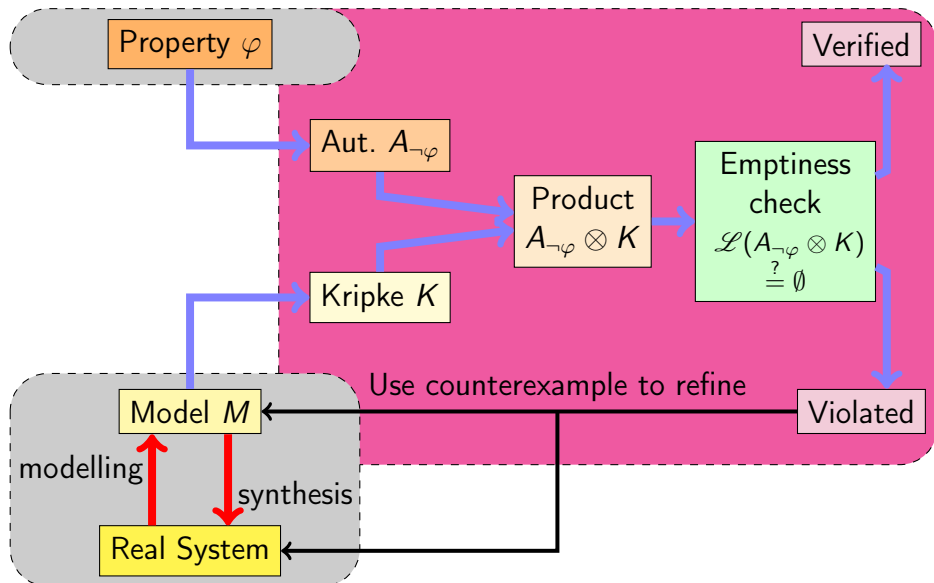 Property φ
Verified
Aut. A¬φ
Emptiness
check
ℒ(A¬φ ⊗ K)
?
= ∅
Product
A¬φ ⊗ K
Kripke K
Use counterexample to refine
Model M
Violated
modelling
synthesis
Real System